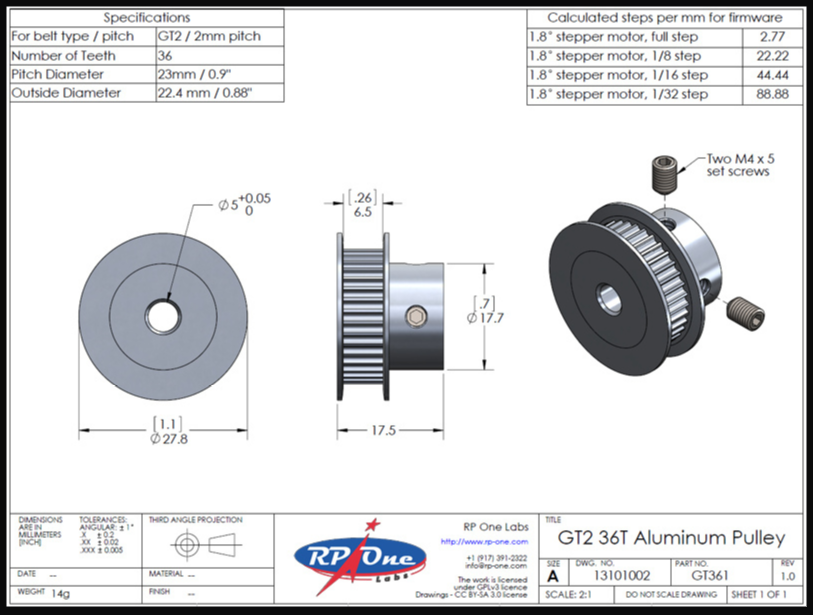 Specifications
For belt type / pitch GT2 / 2mm pitch
Number of Teeth 36
Pitch Diameter 23mm / 0.9"
Outside Diameter 22.4 mm / 0.88"
Calculated steps per mm for firmware
1.8° stepper motor, full step 2.77
1.8° stepper motor, 1/8 step 22.22
1.8° stepper motor, 1/16 step 44.44
1.8° stepper motor, 1/32 step 88.88
Two M4 x 5
set screws
∅5 +0.05
0
[.26]
6.5
[.7]
∅17.7
[1.1]
∅27.8
17.5
DIMENSIONS
ARE IN
MILLIMETERS
[INCH]
TOLERANCES:
ANGULAR: ± 1°
.X ± 0.2
.XX ± 0.02
.XXX ± 0.005
THIRD ANGLE PROJECTION
DATE --
MATERIAL --
WEIGHT 14g
FINISH --
RP One
Labs
RP One Labs
http://www.rp-one.com
+1 (917) 391-2322
info@rp-one.com
The work is licensed
under GPL=3 licence
Drawings - CC BY-SA 3.0 license
TITLE
GT2 36T Aluminum Pulley
SIZE
A
DWG. NO.
13101002
PART NO.
GT361
REV
1.0
SCALE: 2:1
DO NOT SCALE DRAWING
SHEET 1 OF 1